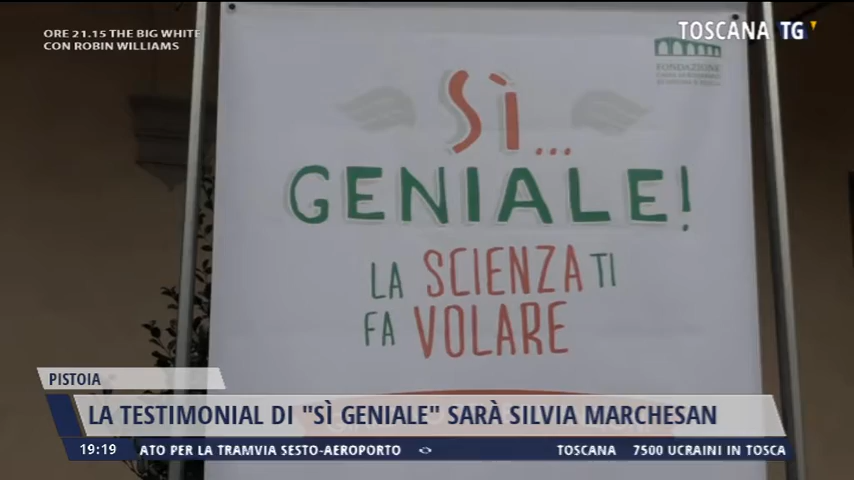 ORE 21.15 THE BIG WHITE
CON ROBIN WILLIAMS
TOSCANA TG
FONDAZIONE
SÌ...
GENIALE!
LA SCIENZA TI
FA VOLARE
PISTOIA
LA TESTIMONIAL DI "SÌ GENIALE" SARÀ SILVIA MARCHESAN
19:19 ATO PER LA TRAMVIA SESTO-AEROPORTO TOSCANA 7500 UCRAINI IN TOSCA